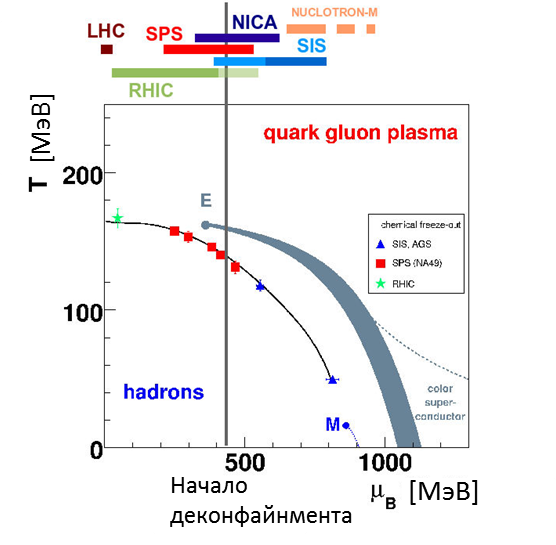 NUCLOTRON-M
NICA
LHC
SPS
SIS
RHIC
T [МэВ]
quark gluon plasma
200
E
chemical freeze-out
SIS, AGS
SPS (NA49)
RHIC
100
hadrons
color
super-
conductor
M
0
500
1000
Начало
деконфайнмента
μB [МэВ]